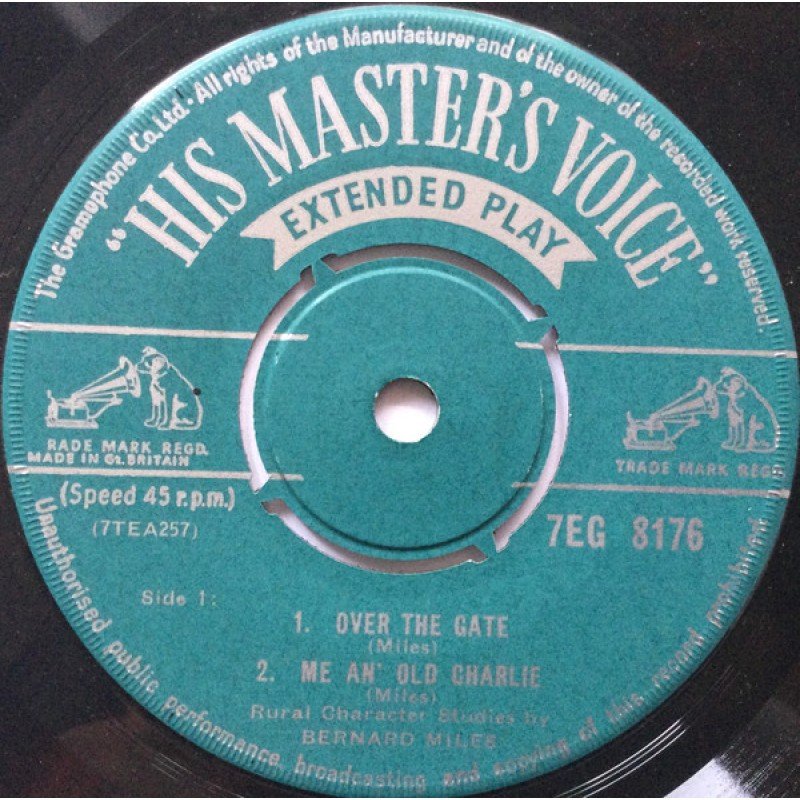 The Gramophone Co. Ltd. · All rights of the Manufacturer and of the owner of the recorded work reserved.
"HIS MASTER'S VOICE"
EXTENDED PLAY
RADE MARK REGD.
MADE IN GT. BRITAIN
TRADE MARK REGD
(Speed 45 r.p.m.)
(7TEA257)
7EG 8176
Side 1:
1. OVER THE GATE
(Miles)
2. ME AN' OLD CHARLIE
(Miles)
Rural Character Studies by
BERNARD MILES
Unauthorised public performance, broadcasting and copying of this record prohibited